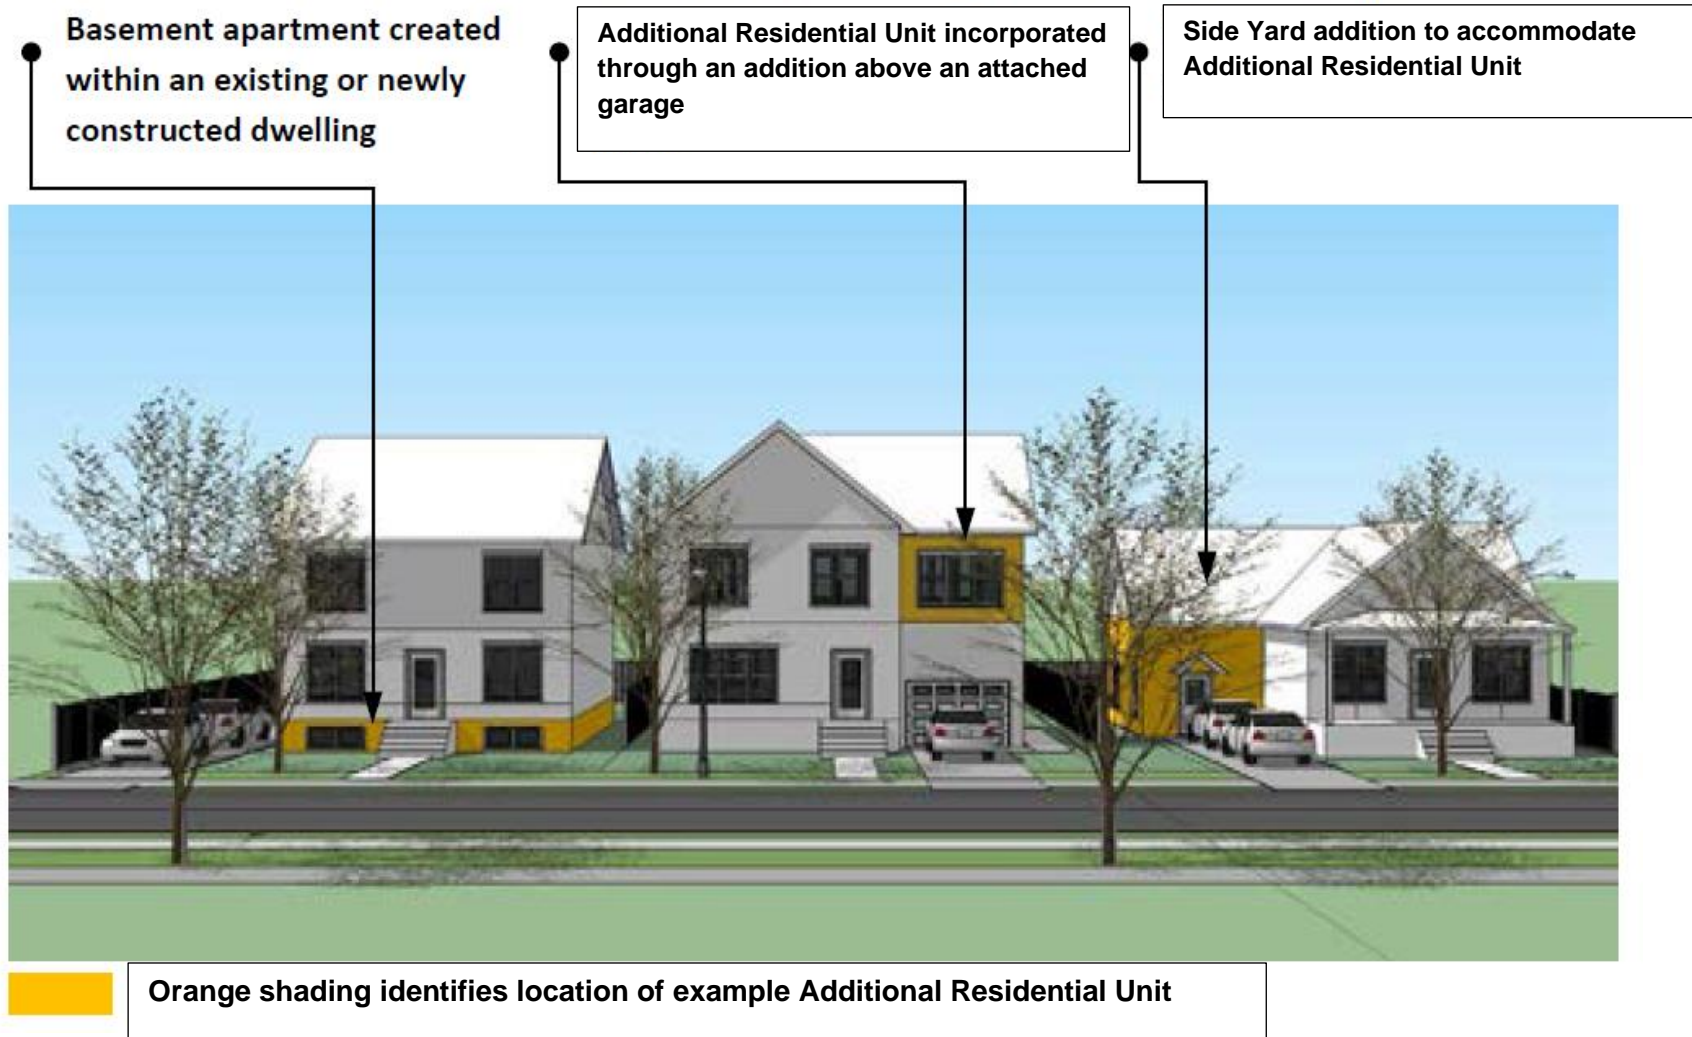 Basement apartment created
within an existing or newly
constructed dwelling
Additional Residential Unit incorporated
through an addition above an attached
garage
Side Yard addition to accommodate
Additional Residential Unit
Orange shading identifies location of example Additional Residential Unit